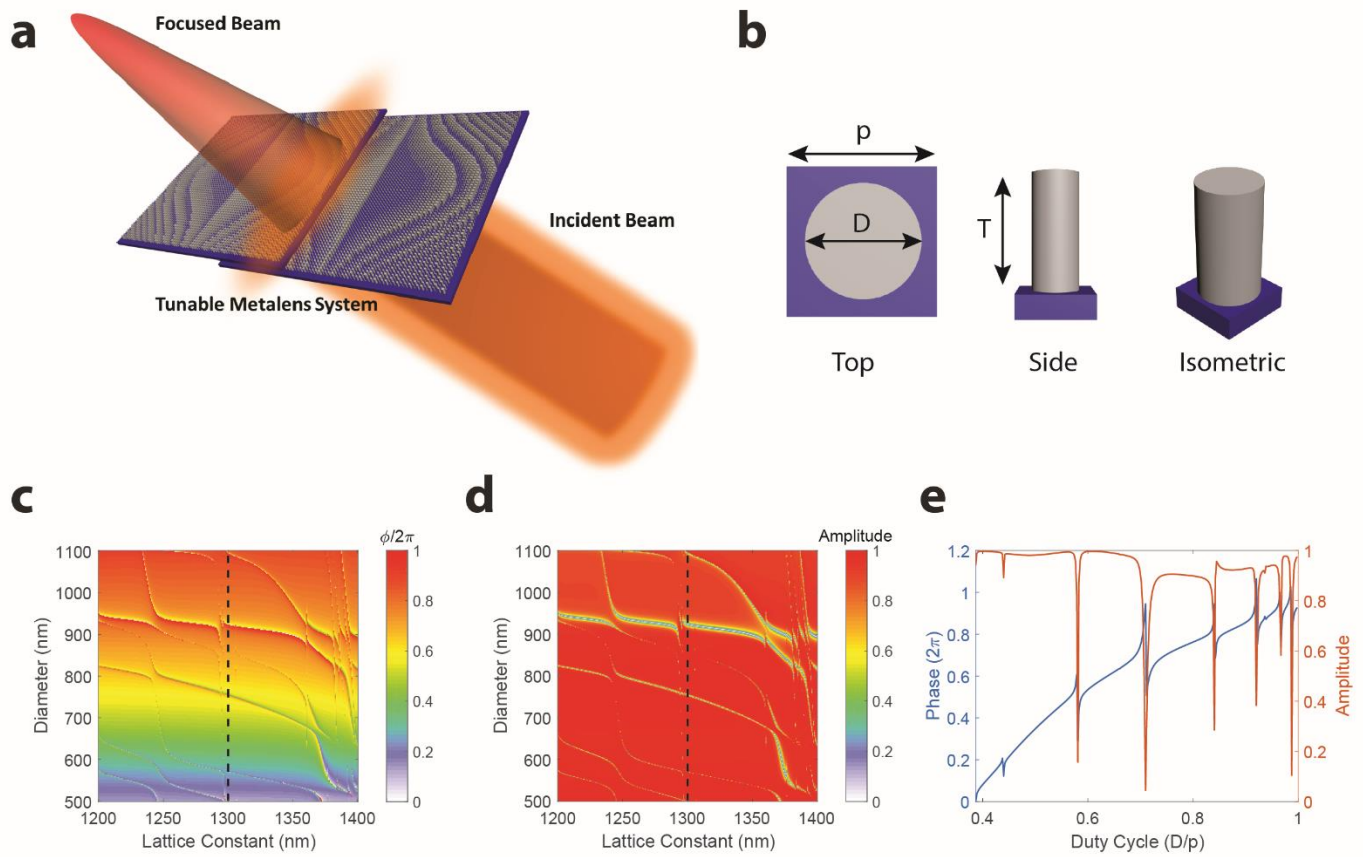 a
Focused Beam
Incident Beam
Tunable Metalens System
b
p
D
T
Top
Side
Isometric
c
ϕ/2π
1100
1000
900
800
700
600
500
Diameter (nm)
1200
1250
1300
1350
1400
Lattice Constant (nm)
1
0.8
0.6
0.4
0.2
0
d
Amplitude
1100
1000
900
800
700
600
500
Diameter (nm)
1200
1250
1300
1350
1400
Lattice Constant (nm)
1
0.8
0.6
0.4
0.2
0
e
1.2
1
0.8
0.6
0.4
0.2
0
Phase (2π)
0.4
0.6
0.8
1
Duty Cycle (D/p)
1
0.8
0.6
0.4
0.2
0
Amplitude